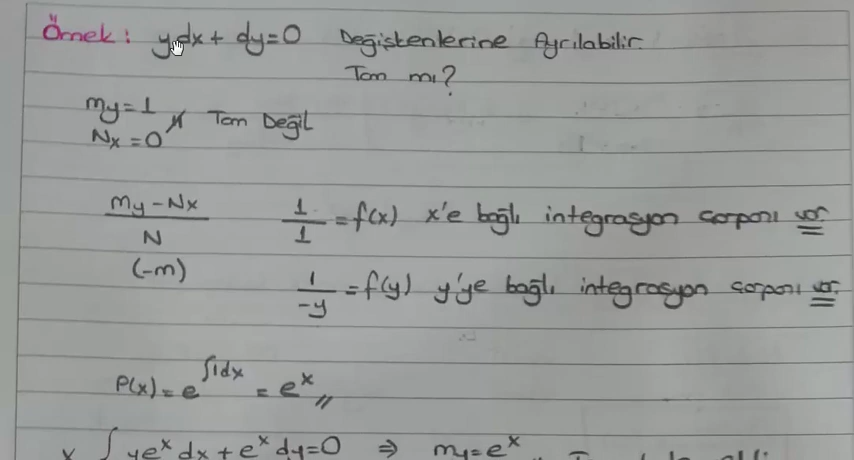 Örnek: ydx + dy=0 Değişkenlerine Ayrılabilir.
Tam mı?
My=1
Nx=0 Tam Değil
My-Nx / N 1/1 = f(x) x'e bağlı integrasyon çarpanı var
(-m) 1/-y = f(y) y'ye bağlı integrasyon çarpanı var.
P(x) = e^∫1dx = e^x //
x ∫ ye^x dx + e^x dy=0 ⇒ my=e^x